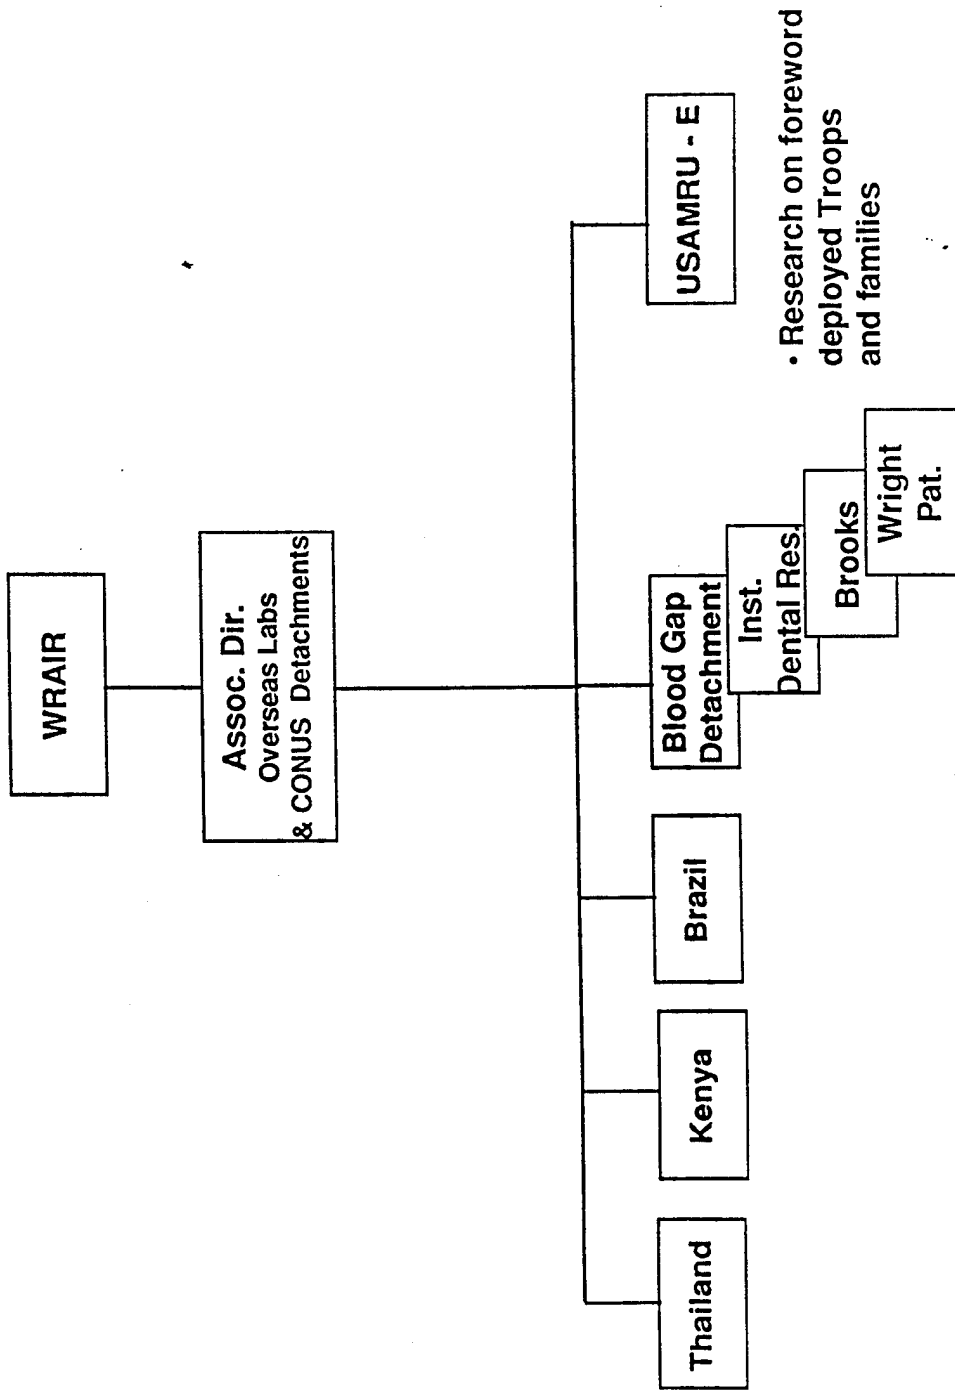 WRAIR
Assoc. Dir.
Overseas Labs
& CONUS Detachments
Thailand
Kenya
Brazil
Blood Gap
Detachment
Inst.
Dental Res.
Brooks
Wright
Pat.
USAMRU - E
• Research on foreword
deployed Troops
and families